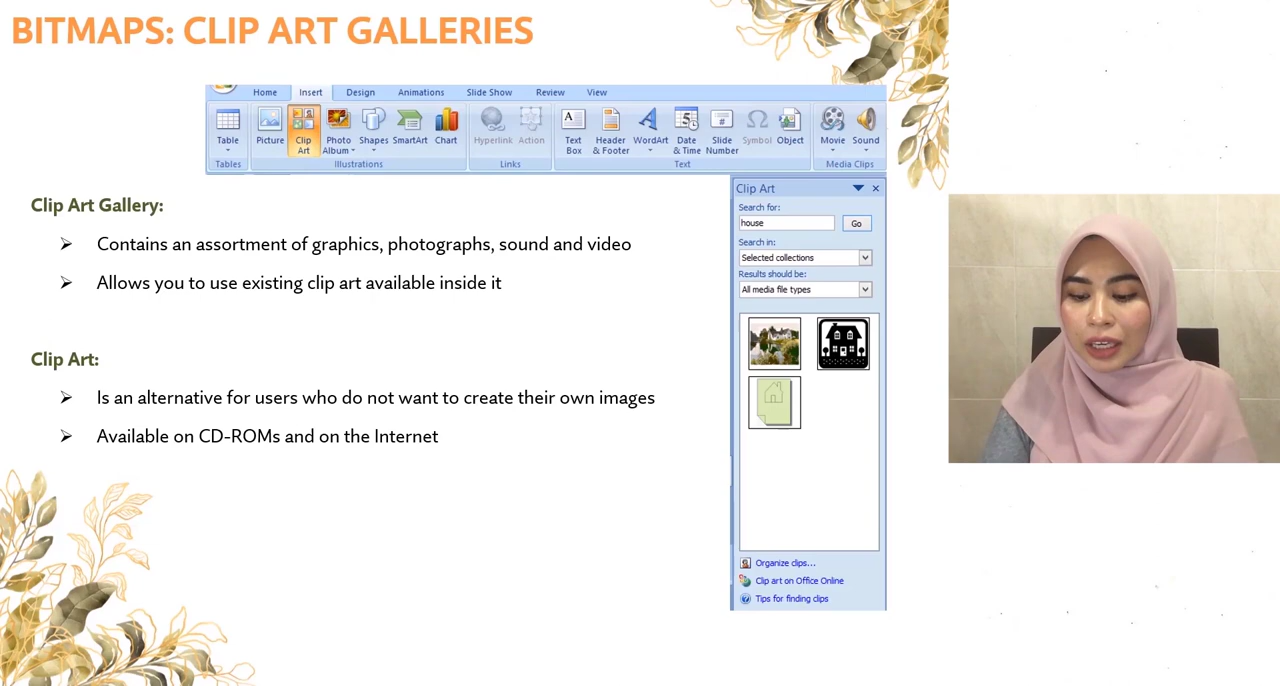 BITMAPS: CLIP ART GALLERIES
Home Insert Design Animations Slide Show Review View
Table Picture Clip Art Photo Album Shapes SmartArt Chart Hyperlink Action Text Box Header & Footer WordArt Date & Time Slide Number Symbol Object Movie Sound
Tables Illustrations Links Text Media Clips
Clip Art Gallery:
➢ Contains an assortment of graphics, photographs, sound and video
➢ Allows you to use existing clip art available inside it
Clip Art:
➢ Is an alternative for users who do not want to create their own images
➢ Available on CD-ROMs and on the Internet
Clip Art
Search for:
house Go
Search in:
Selected collections
Results should be:
All media file types
Organize clips...
Clip art on Office Online
Tips for finding clips